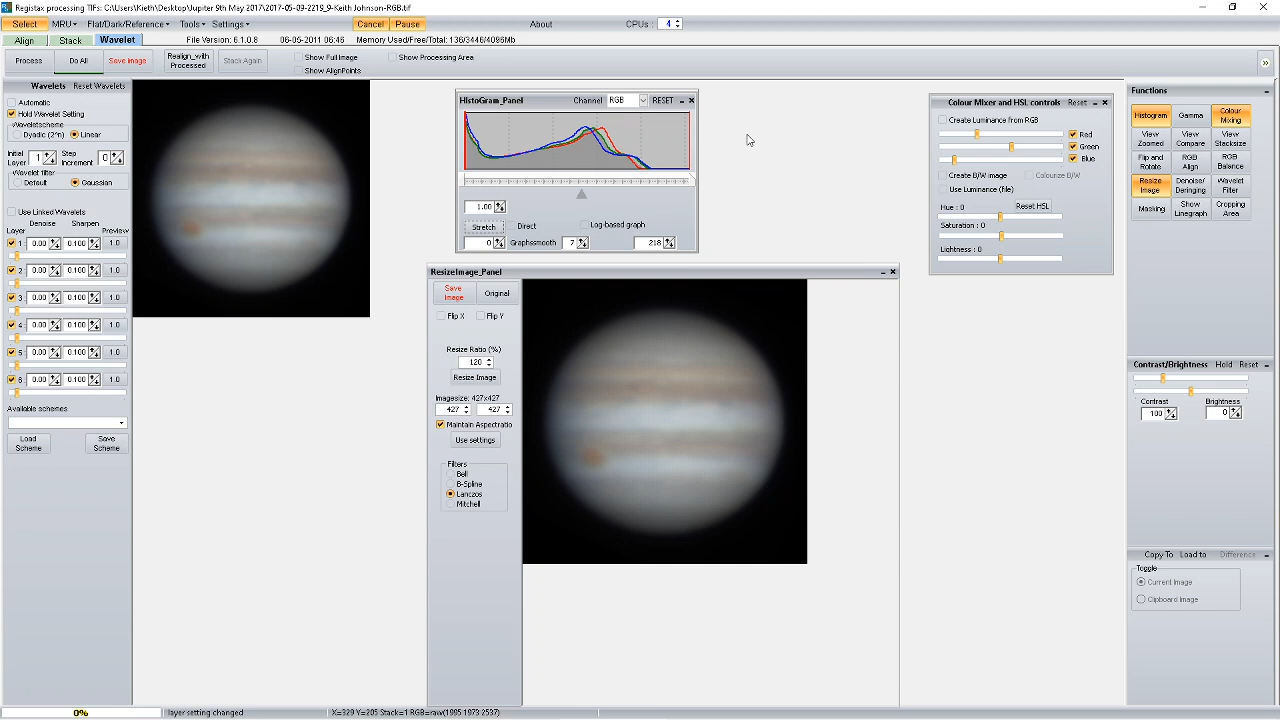 Registax processing TIFs: C:\Users\Kieth\Desktop\Jupiter 9th May 2017\2017-05-09-2219_9-Keith Johnson-RGB.tif
Select MRU Flat/Dark/Reference Tools Settings Cancel Pause About CPUs : 4
Align Stack Wavelet File Version: 6.1.0.8 06-05-2011 06:46 Memory Used/Free/Total: 136/3446/4096Mb
Process Do All Save Image Realign_with Processed Stack Again
Show Full Image Show Processing Area
Show AlignPoints
Wavelets Reset Wavelets
Automatic
Hold Wavelet Setting
Waveletscheme
Dyadic (2^n) Linear
Initial Layer 1 Step Increment 0
Wavelet filter
Default Gaussian
Use Linked Wavelets
Denoise Sharpen
Layer Preview
1 0.00 0.100 1.0
2 0.00 0.100 1.0
3 0.00 0.100 1.0
4 0.00 0.100 1.0
5 0.00 0.100 1.0
6 0.00 0.100 1.0
Available schemes
Load Scheme Save Scheme
HistoGram_Panel Channel RGB RESET
1.00
Stretch Direct Log-based graph
0 Graphssmooth 7 218
ResizeImage_Panel
Save Image Original
Flip X Flip Y
Resize Ratio (%)
120
Resize Image
Imagesize: 427x427
427 427
Maintain Aspectratio
Use settings
Filters
Bell
B-Spline
Lanczos
Mitchell
Colour Mixer and HSL controls Reset
Create Luminance from RGB
Red
Green
Blue
Create B/W image Colourize B/W
Use Luminance (file)
Hue : 0 Reset HSL
Saturation : 0
Lightness : 0
Functions
Histogram Gamma Colour Mixing
View Zoomed View Compare View Stacksize
Flip and Rotate RGB Align RGB Balance
Resize Image Denoise/ Deringing Wavelet Filter
Masking Show Linegraph Cropping Area
Contrast/Brightness Hold Reset
Contrast Brightness
100 0
Copy To Load to Difference
Toggle
Current Image
Clipboard Image
0% layer setting changed X=329 Y=205 Stack=1 RGB=raw(1995 1973 2537)